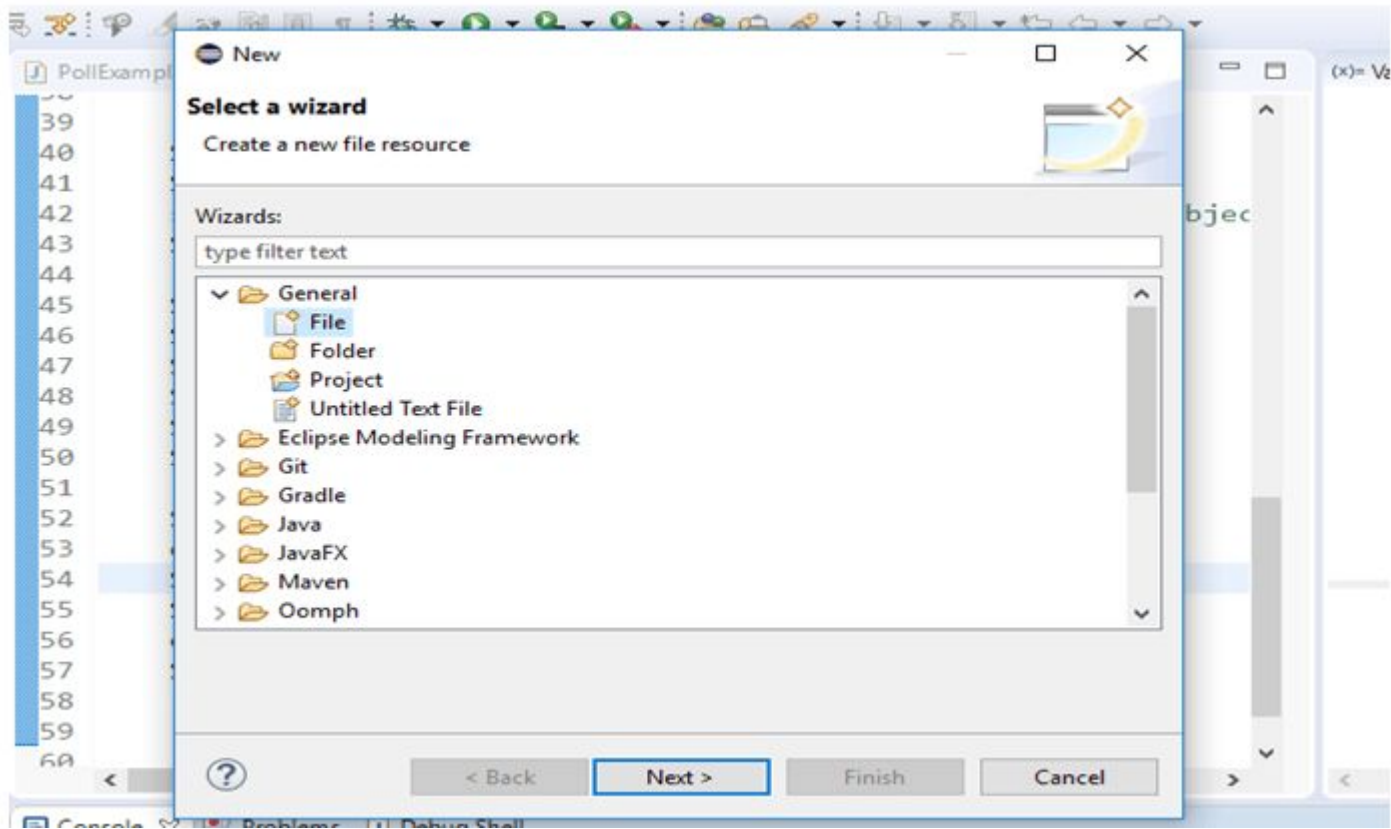 New
PollExampl
(x)= Va
Select a wizard
Create a new file resource
39
40
41
42
bjec
Wizards:
43
type filter text
44
45
General
46
File
47
Folder
48
Project
49
Untitled Text File
50
Eclipse Modeling Framework
51
Git
52
Gradle
53
Java
54
JavaFX
55
Maven
56
Oomph
57
58
59
60
?
< Back
Next >
Finish
Cancel
Console
Problems
Debug Shell